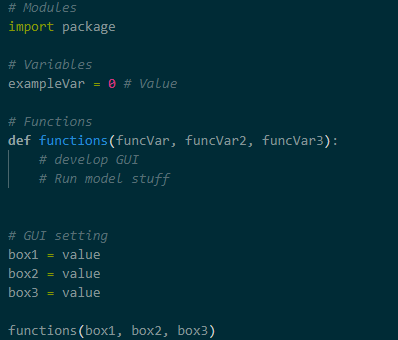 # Modules
import package
# Variables
exampleVar = 0 # Value
# Functions
def functions(funcVar, funcVar2, funcVar3):
# develop GUI
# Run model stuff
# GUI setting
box1 = value
box2 = value
box3 = value
functions(box1, box2, box3)